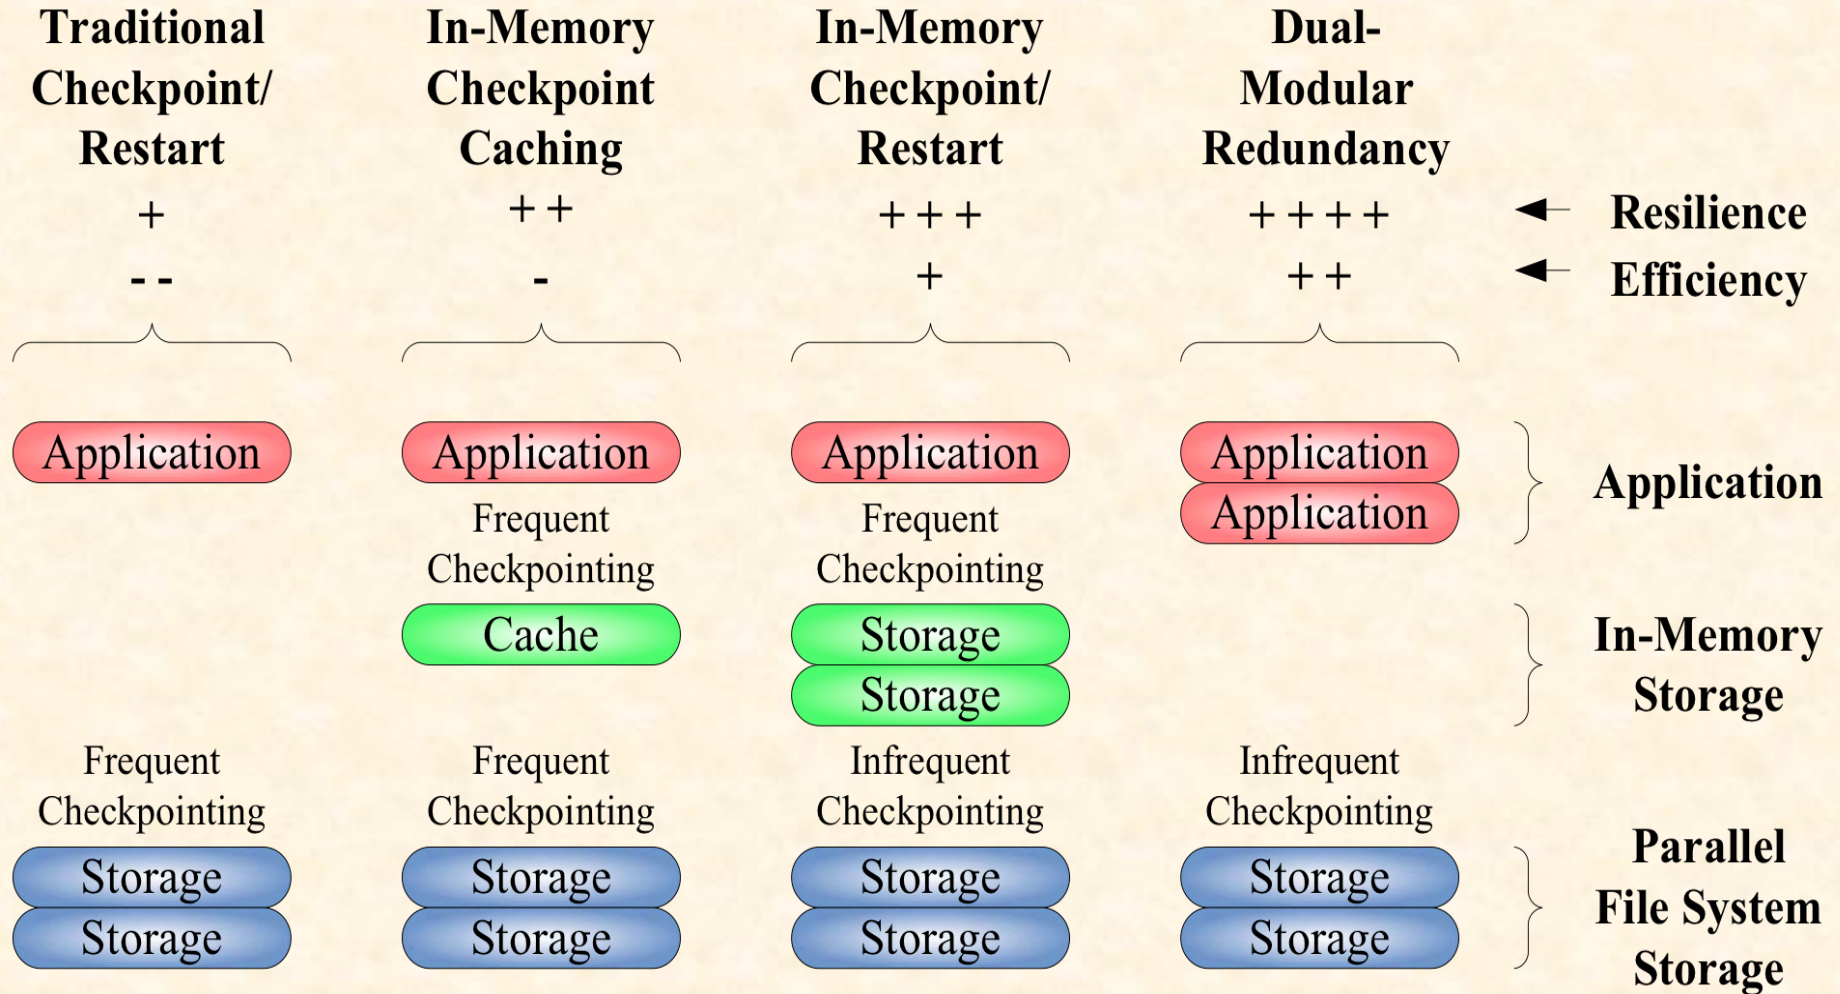 Traditional
Checkpoint/
Restart
In-Memory
Checkpoint
Caching
In-Memory
Checkpoint/
Restart
Dual-
Modular
Redundancy
+
++
+++
++++
Resilience
--
-
+
++
Efficiency
Application
Application
Application
Application
Application
Application
Frequent
Checkpointing
Frequent
Checkpointing
Cache
Storage
Storage
In-Memory
Storage
Frequent
Checkpointing
Frequent
Checkpointing
Infrequent
Checkpointing
Infrequent
Checkpointing
Storage
Storage
Storage
Storage
Storage
Storage
Storage
Storage
Parallel
File System
Storage